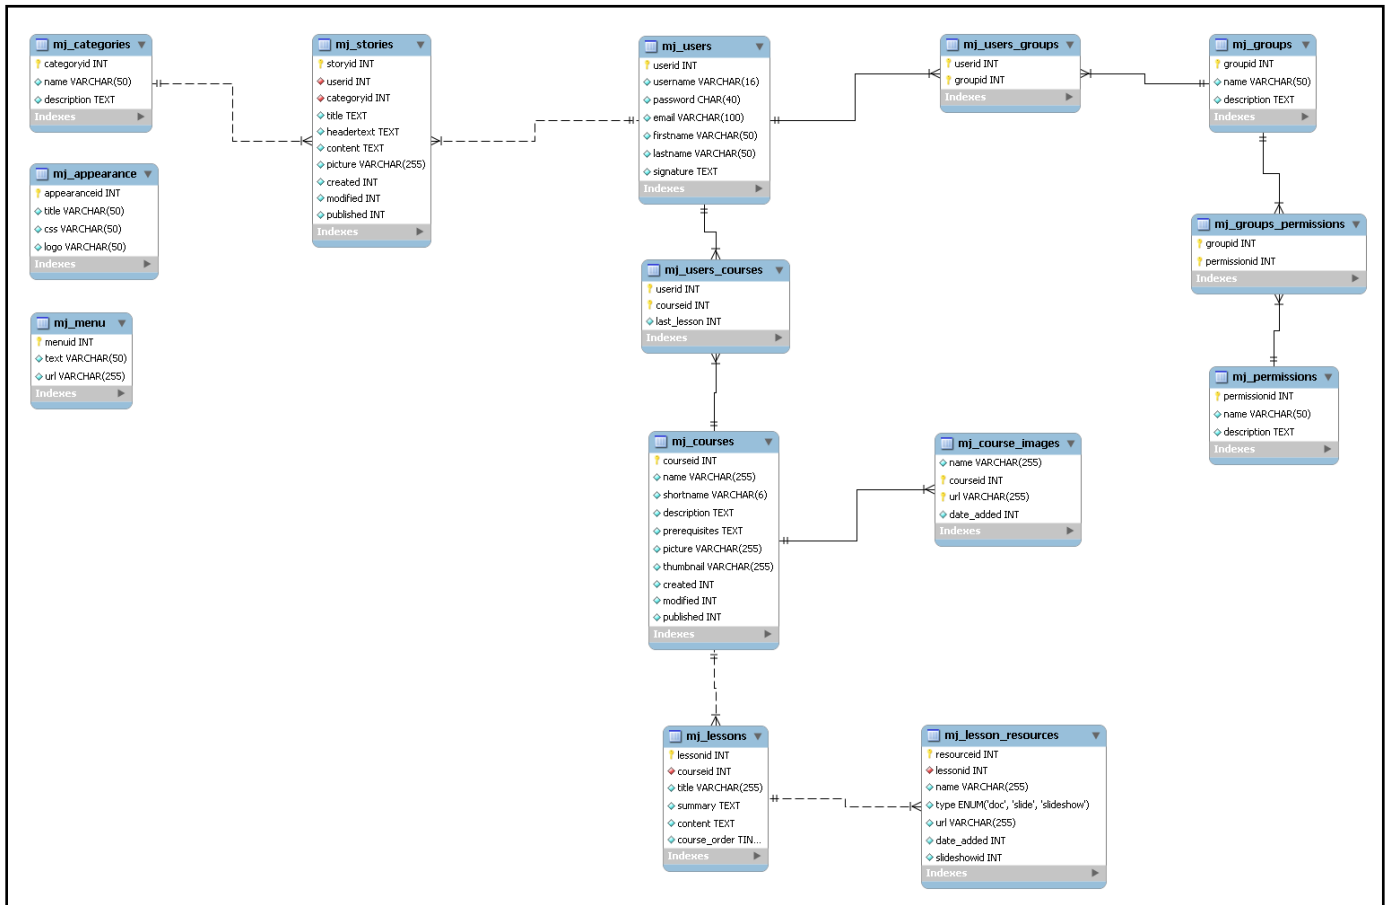 mj_categories
categoryid INT
name VARCHAR(50)
description TEXT
Indexes
mj_stories
storyid INT
userid INT
categoryid INT
title TEXT
headertext TEXT
content TEXT
picture VARCHAR(255)
created INT
modified INT
published INT
Indexes
mj_users
userid INT
username VARCHAR(16)
password CHAR(40)
email VARCHAR(100)
firstname VARCHAR(50)
lastname VARCHAR(50)
signature TEXT
Indexes
mj_users_groups
userid INT
groupid INT
Indexes
mj_groups
groupid INT
name VARCHAR(50)
description TEXT
Indexes
mj_appearance
appearanceid INT
title VARCHAR(50)
css VARCHAR(50)
logo VARCHAR(50)
Indexes
mj_groups_permissions
groupid INT
permissionid INT
Indexes
mj_users_courses
userid INT
courseid INT
last_lesson INT
Indexes
mj_menu
menuid INT
text VARCHAR(50)
url VARCHAR(255)
Indexes
mj_permissions
permissionid INT
name VARCHAR(50)
description TEXT
Indexes
mj_courses
courseid INT
name VARCHAR(255)
shortname VARCHAR(6)
description TEXT
prerequisites TEXT
picture VARCHAR(255)
thumbnail VARCHAR(255)
created INT
modified INT
published INT
Indexes
mj_course_images
name VARCHAR(255)
courseid INT
url VARCHAR(255)
date_added INT
Indexes
mj_lessons
lessonid INT
courseid INT
title VARCHAR(255)
summary TEXT
content TEXT
course_order TIN...
Indexes
mj_lesson_resources
resourceid INT
lessonid INT
name VARCHAR(255)
type ENUM('doc', 'slide', 'slideshow')
url VARCHAR(255)
date_added INT
slideshowid INT
Indexes